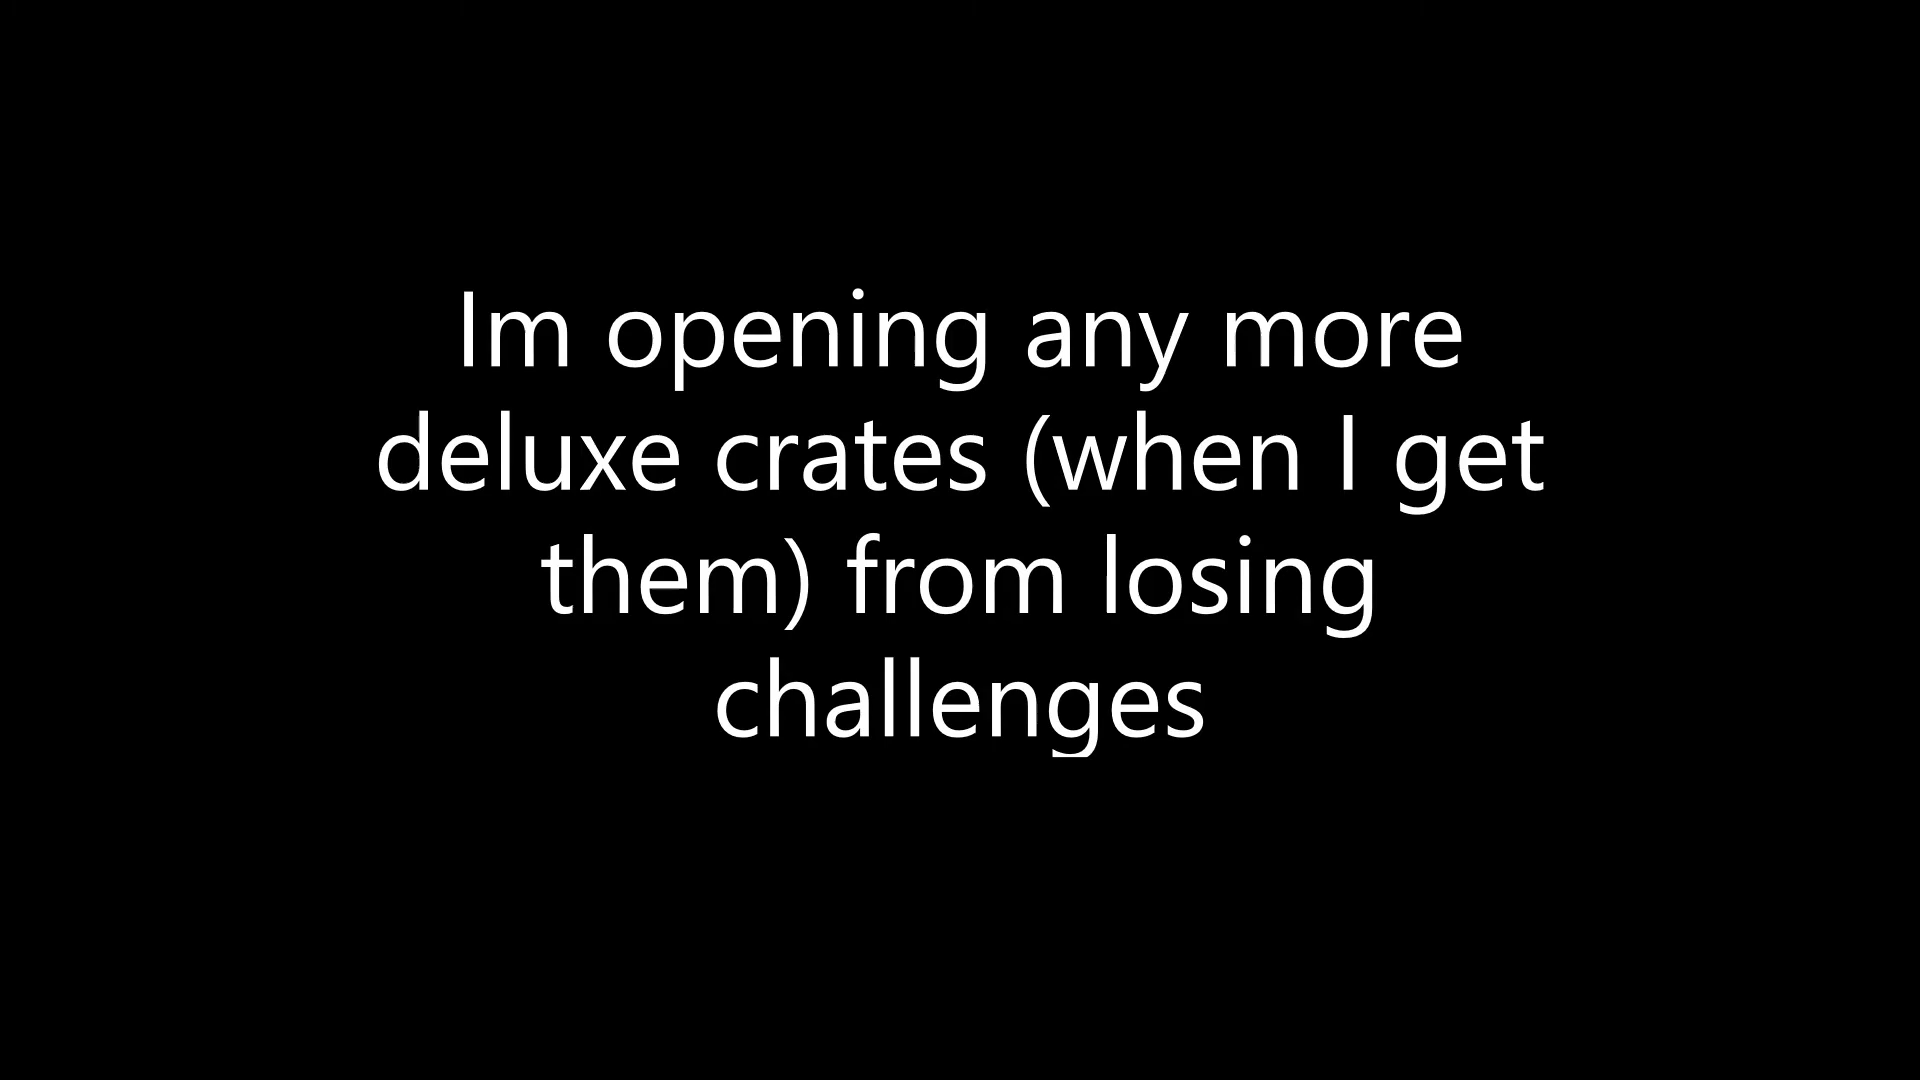 Im opening any more
deluxe crates (when I get
them) from losing
challenges